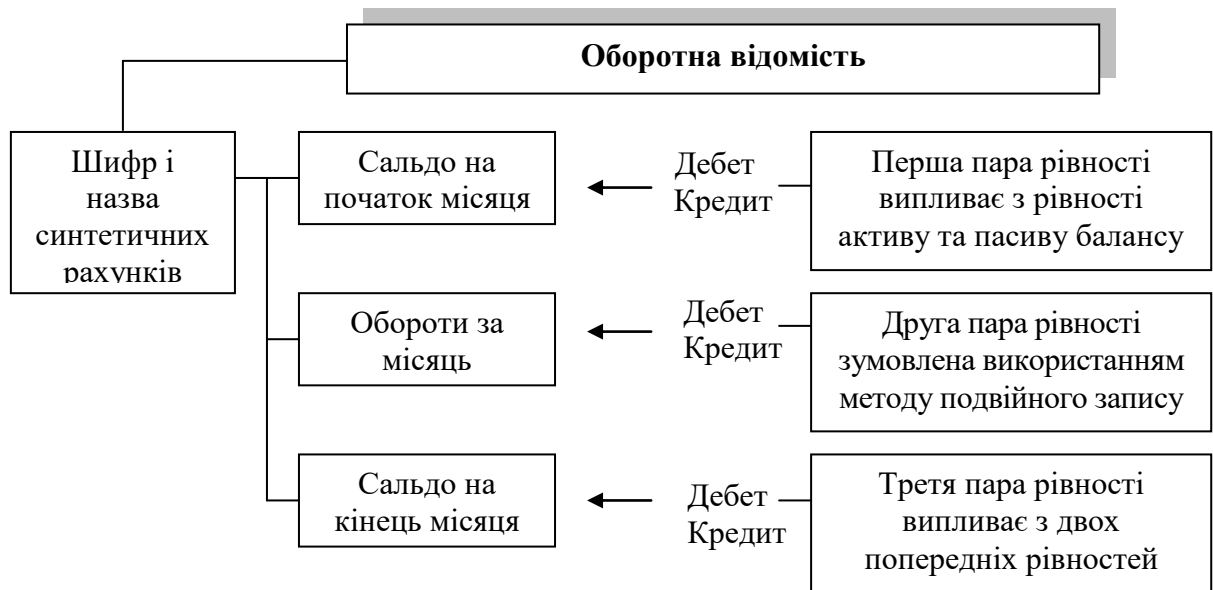 Оборотна відомість
Шифр і
назва
синтетичних
рахунків
Сальдо на
початок місяця
Дебет
Кредит
Перша пара рівності
випливає з рівності
активу та пасиву балансу
Обороти за
місяць
Дебет
Кредит
Друга пара рівності
зумовлена використанням
методу подвійного запису
Сальдо на
кінець місяця
Дебет
Кредит
Третя пара рівності
випливає з двох
попередніх рівностей